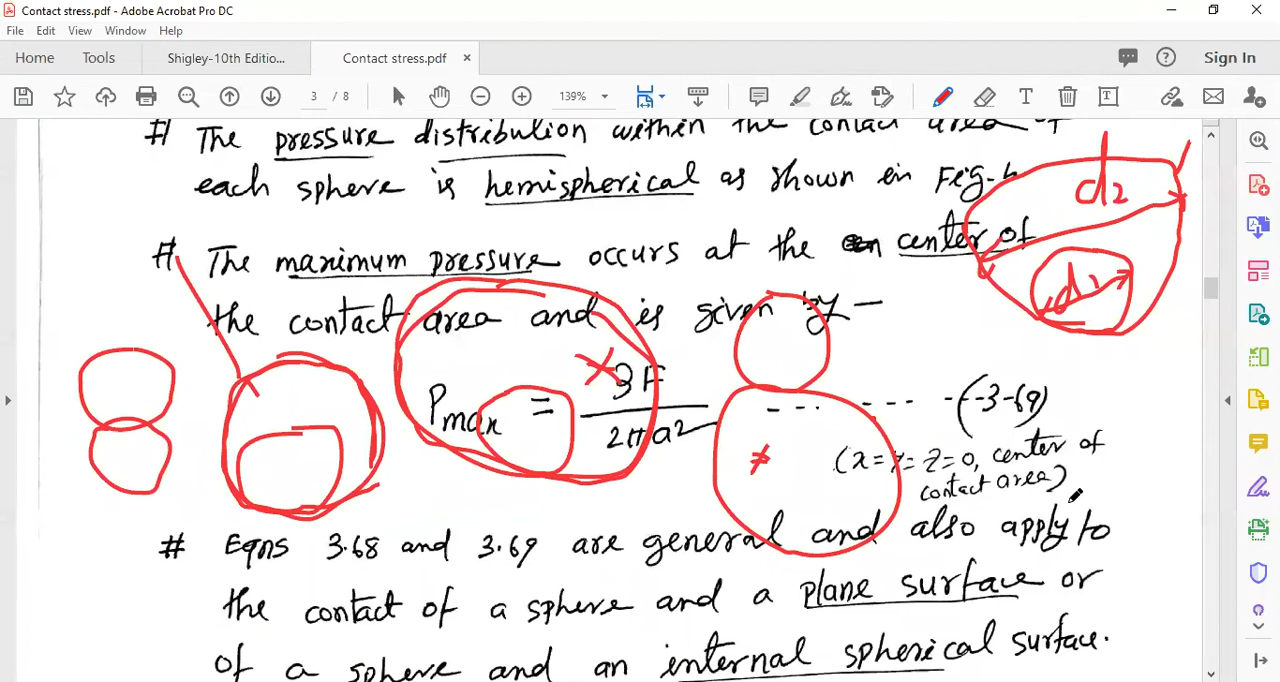 Contact stress.pdf - Adobe Acrobat Pro DC
File Edit View Window Help
Home Tools Shigley-10th Editio... Contact stress.pdf ×
3 / 8 139% Sign In
# The pressure distribution within the contact area of
each sphere is hemispherical as shown in Fig-b
d2
# The maximum pressure occurs at the center of
d1
the contact area and is given by —
Pmax = 3F / 2πa² --- --- --(3-69)
(x=y=z=0, center of
contact area)
# Eqns 3.68 and 3.69 are general and also apply to
the contact of a sphere and a plane surface or
of a sphere and an internal spherical surface.